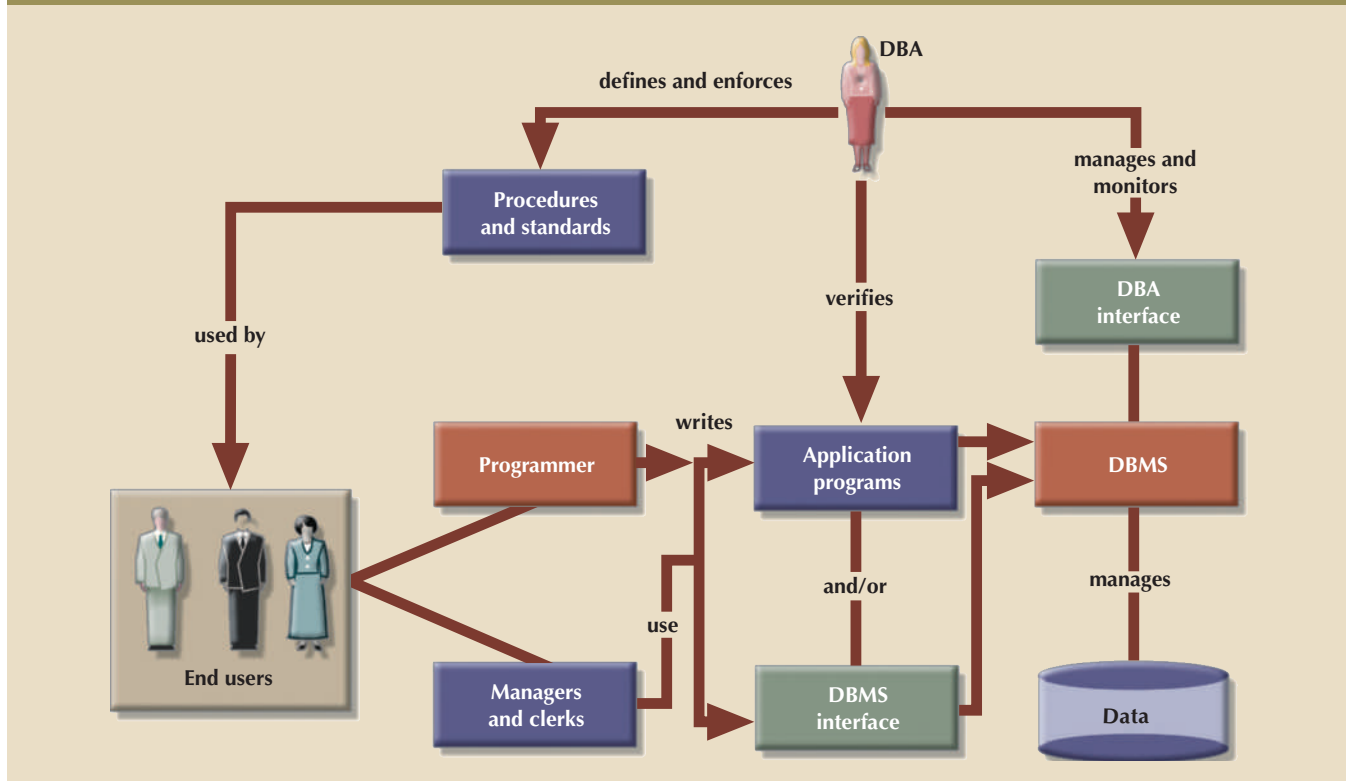 DBA
defines and enforces
manages and
monitors
Procedures
and standards
verifies
DBA
interface
used by
writes
Programmer
Application
programs
DBMS
and/or
manages
use
End users
Managers
and clerks
DBMS
interface
Data